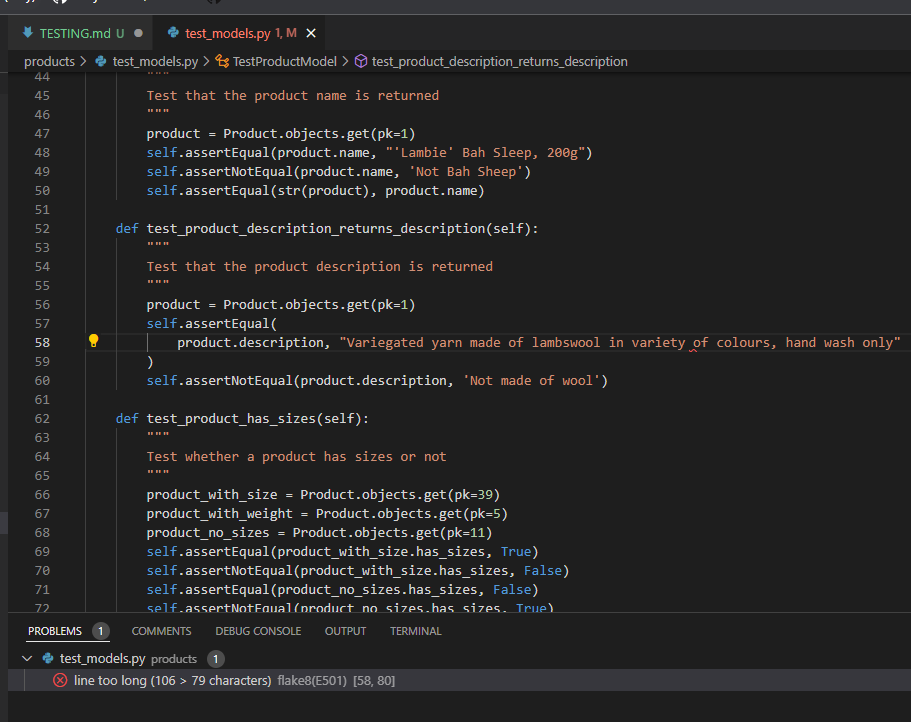 TESTING.md U ●
test_models.py 1, M ×
products > test_models.py > TestProductModel > test_product_description_returns_description
44 """
45 Test that the product name is returned
46 """
47 product = Product.objects.get(pk=1)
48 self.assertEqual(product.name, "'Lambie' Bah Sleep, 200g")
49 self.assertNotEqual(product.name, 'Not Bah Sheep')
50 self.assertEqual(str(product), product.name)
51
52 def test_product_description_returns_description(self):
53 """
54 Test that the product description is returned
55 """
56 product = Product.objects.get(pk=1)
57 self.assertEqual(
58 product.description, "Variegated yarn made of lambswool in variety of colours, hand wash only"
59 )
60 self.assertNotEqual(product.description, 'Not made of wool')
61
62 def test_product_has_sizes(self):
63 """
64 Test whether a product has sizes or not
65 """
66 product_with_size = Product.objects.get(pk=39)
67 product_with_weight = Product.objects.get(pk=5)
68 product_no_sizes = Product.objects.get(pk=11)
69 self.assertEqual(product_with_size.has_sizes, True)
70 self.assertNotEqual(product_with_size.has_sizes, False)
71 self.assertEqual(product_no_sizes.has_sizes, False)
72 self.assertNotEqual(product_no_sizes.has_sizes, True)
PROBLEMS 1 COMMENTS DEBUG CONSOLE OUTPUT TERMINAL
test_models.py products 1
line too long (106 > 79 characters) flake8(E501) [58, 80]